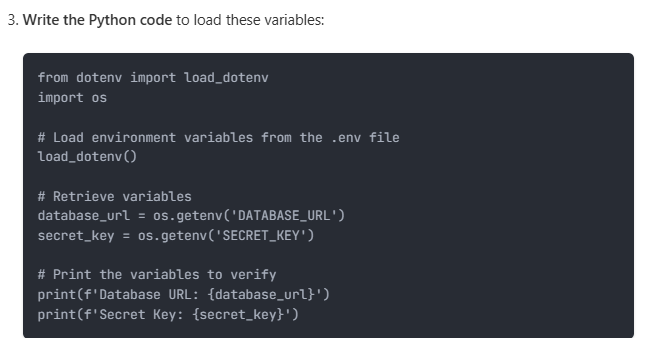 3. Write the Python code to load these variables:
from dotenv import load_dotenv
import os
# Load environment variables from the .env file
load_dotenv()
# Retrieve variables
database_url = os.getenv('DATABASE_URL')
secret_key = os.getenv('SECRET_KEY')
# Print the variables to verify
print(f'Database URL: {database_url}')
print(f'Secret Key: {secret_key}')